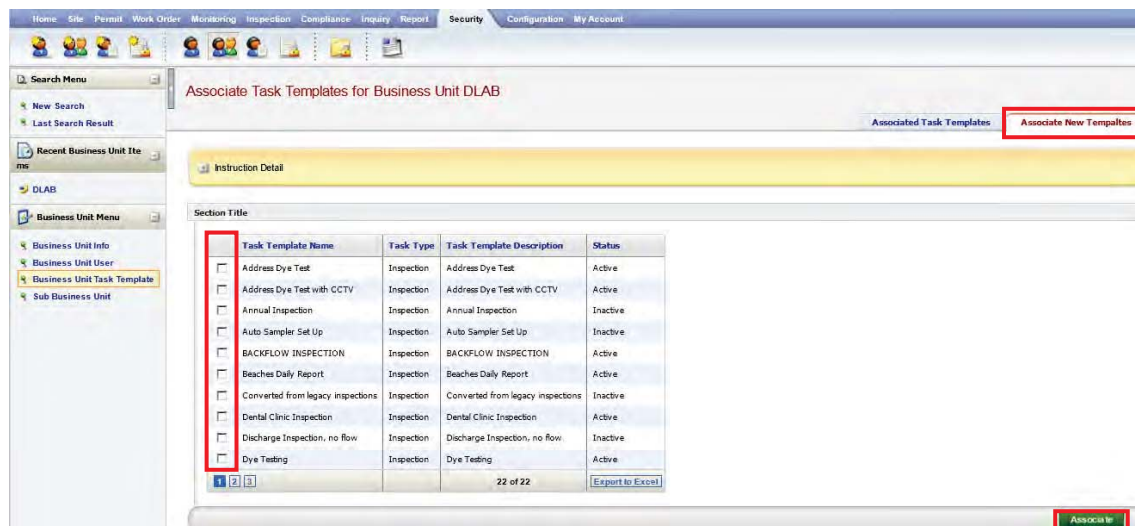 Home Site Permit Work Order Monitoring Inspection Compliance Inquiry Report Security Configuration My Account
Search Menu
New Search
Last Search Result
Recent Business Unit Ite
ms
DLAB
Business Unit Menu
Business Unit Info
Business Unit User
Business Unit Task Template
Sub Business Unit
Associate Task Templates for Business Unit DLAB
Associated Task Templates Associate New Tempaltes
Instruction Detail
Section Title
Task Template Name Task Type Task Template Description Status
Address Dye Test Inspection Address Dye Test Active
Address Dye Test with CCTV Inspection Address Dye Test with CCTV Active
Annual Inspection Inspection Annual Inspection Inactive
Auto Sampler Set Up Inspection Auto Sampler Set Up Inactive
BACKFLOW INSPECTION Inspection BACKFLOW INSPECTION Active
Beaches Daily Report Inspection Beaches Daily Report Active
Converted from legacy inspections Inspection Converted from legacy inspections Inactive
Dental Clinic Inspection Inspection Dental Clinic Inspection Active
Discharge Inspection, no flow Inspection Discharge Inspection, no flow Inactive
Dye Testing Inspection Dye Testing Active
1 2 3 22 of 22 Export to Excel
Associate